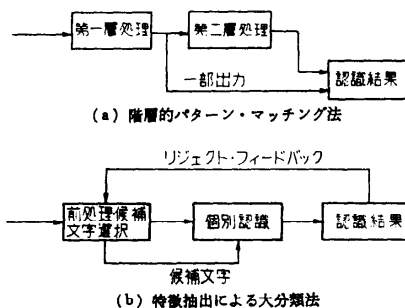 第一層処理
第二層処理
一部出力
認識結果
(a) 階層的パターン・マッチング法
リジェクト・フィードバック
前処理候補
文字選択
個別認識
認識結果
候補文字
(b) 特徴抽出による大分類法